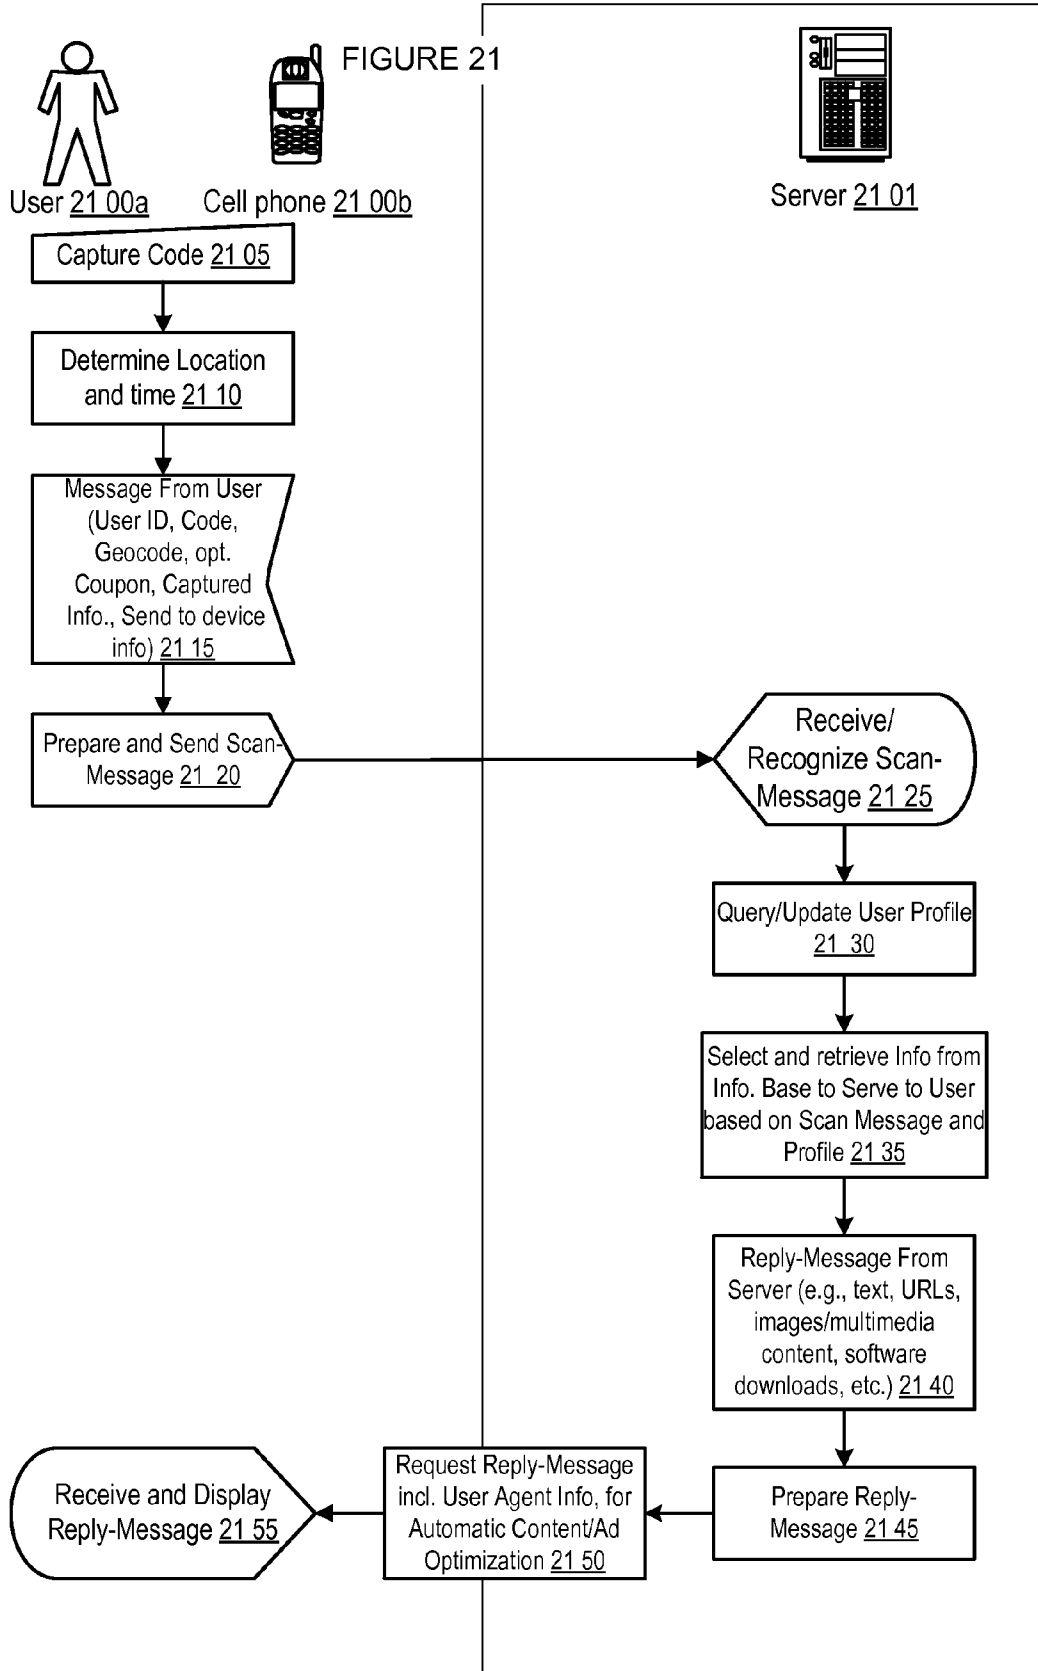 FIGURE 21
User 21 00a
Cell phone 21 00b
Server 21 01
Capture Code 21 05
Determine Location
and time 21 10
Message From User
(User ID, Code,
Geocode, opt.
Coupon, Captured
Info., Send to device
info) 21 15
Prepare and Send Scan-
Message 21 20
Receive/
Recognize Scan-
Message 21 25
Query/Update User Profile
21 30
Select and retrieve Info from
Info. Base to Serve to User
based on Scan Message and
Profile 21 35
Reply-Message From
Server (e.g., text, URLs,
images/multimedia
content, software
downloads, etc.) 21 40
Prepare Reply-
Message 21 45
Request Reply-Message
incl. User Agent Info, for
Automatic Content/Ad
Optimization 21 50
Receive and Display
Reply-Message 21 55